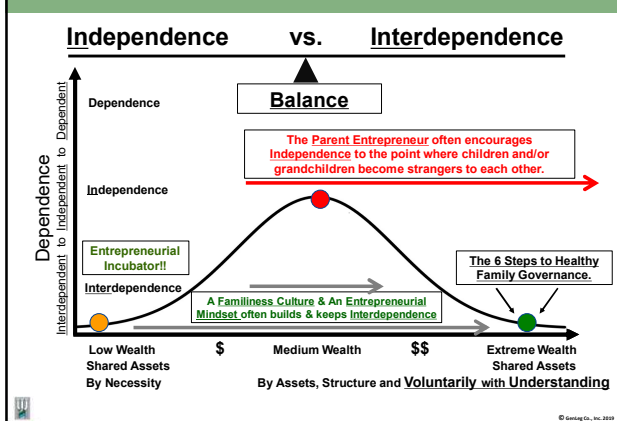 Independence vs. Interdependence
Balance
Dependence
The Parent Entrepreneur often encourages
Independence to the point where children and/or
grandchildren become strangers to each other.
Independence
Dependence
Interdependent to Independent to Dependent
Entrepreneurial
Incubator!!
Interdependence
A Familiness Culture & An Entrepreneurial
Mindset often builds & keeps Interdependence
The 6 Steps to Healthy
Family Governance.
Low Wealth $ Medium Wealth $$ Extreme Wealth
Shared Assets Shared Assets
By Necessity By Assets, Structure and Voluntarily with Understanding
© GenLeg Co., Inc. 2019